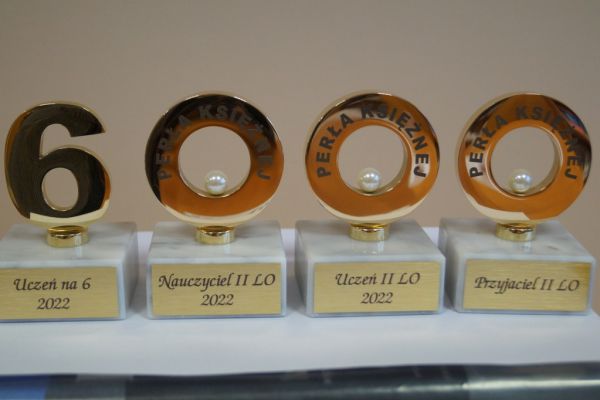 6
Uczeń na 6
2022
PERŁA KSIĘŻNEJ
Nauczyciel II LO
2022
PERŁA KSIĘŻNEJ
Uczeń II LO
2022
PERŁA KSIĘŻNEJ
Przyjaciel II LO